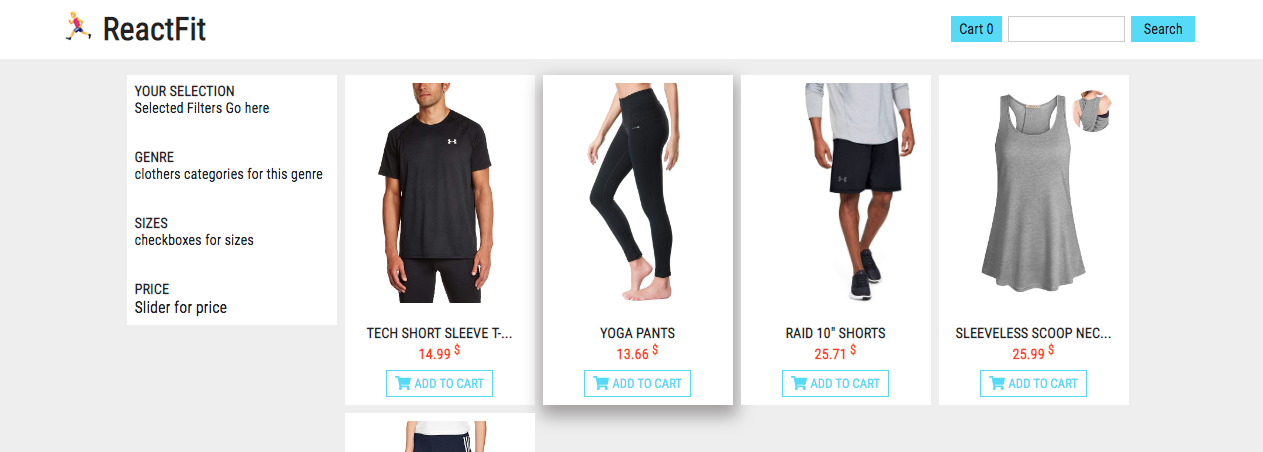 ReactFit
Cart 0
Search
YOUR SELECTION
Selected Filters Go here
GENRE
clothers categories for this genre
SIZES
checkboxes for sizes
PRICE
Slider for price
TECH SHORT SLEEVE T-...
14.99 $
ADD TO CART
YOGA PANTS
13.66 $
ADD TO CART
RAID 10" SHORTS
25.71 $
ADD TO CART
SLEEVELESS SCOOP NEC...
25.99 $
ADD TO CART